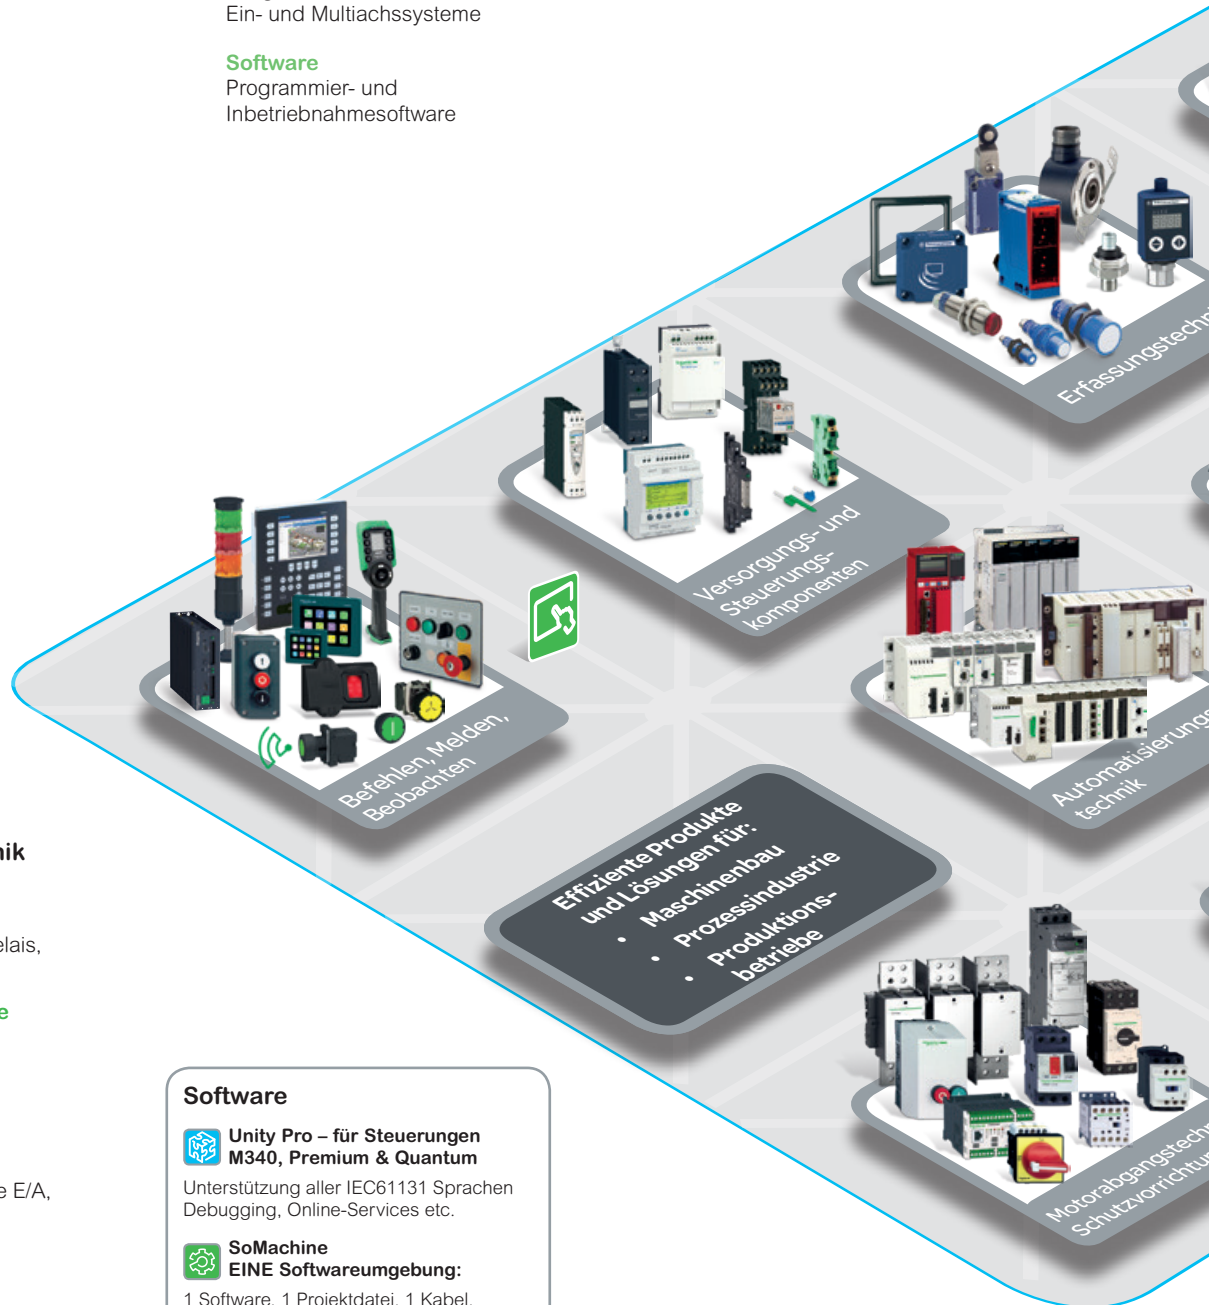 Ein- und Multiachssysteme
Software
Programmier- und
Inbetriebnahmesoftware
Erfassungstechni
Versorgungs- und
Steuerungs-
komponenten
Befehlen, Melden,
Beobachten
Automatisierungs
technik
Effiziente Produkte
und Lösungen für:
• Maschinenbau
• Prozessindustrie
• Produktions-
betriebe
Motorabgangstechn
Schutzvorrichtun
nik
elais,
e
e E/A,
Software
Unity Pro – für Steuerungen
M340, Premium & Quantum
Unterstützung aller IEC61131 Sprachen
Debugging, Online-Services etc.
SoMachine
EINE Softwareumgebung:
1 Software, 1 Projektdatei, 1 Kabel,